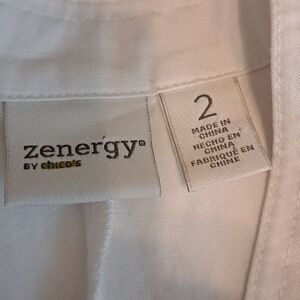 zenergy®
BY chico's
2
MADE IN
CHINA
HECHO EN
CHINA
FABRIQUÉ EN
CHINE